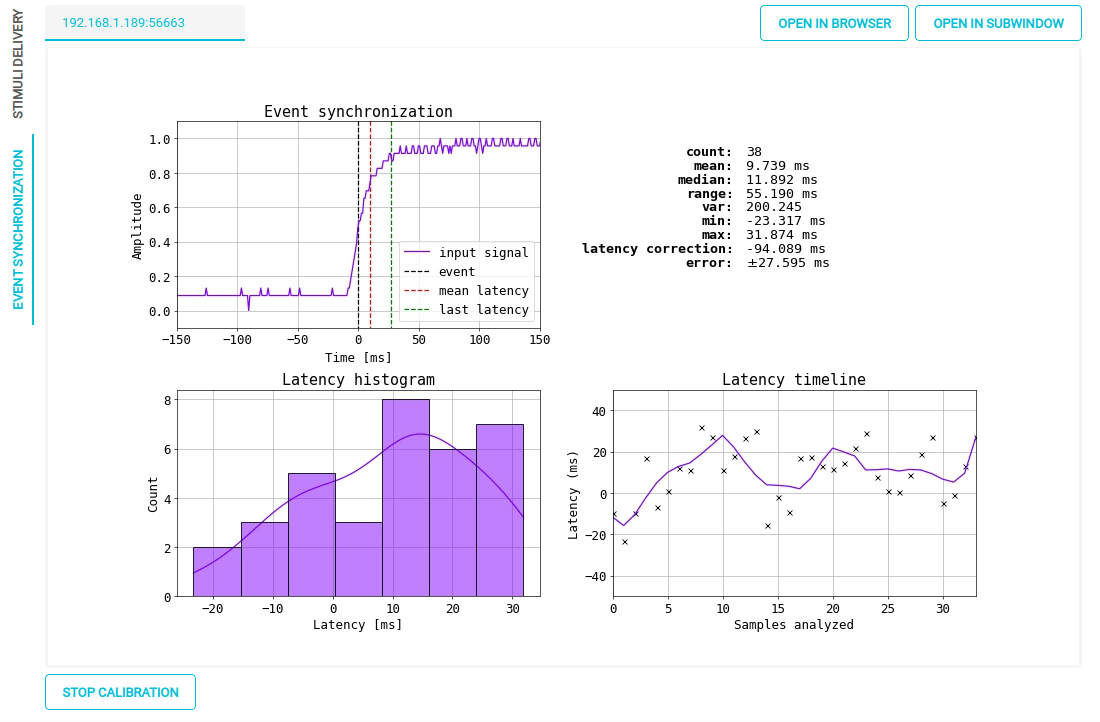 STIMULI DELIVERY
EVENT SYNCHRONIZATION
192.168.1.189:56663
OPEN IN BROWSER
OPEN IN SUBWINDOW
Event synchronization
Amplitude
1.0
0.8
0.6
0.4
0.2
0.0
input signal
event
mean latency
last latency
−150 −100 −50 0 50 100 150
Time [ms]
count: 38
mean: 9.739 ms
median: 11.892 ms
range: 55.190 ms
var: 200.245
min: -23.317 ms
max: 31.874 ms
latency correction: -94.089 ms
error: ±27.595 ms
Latency histogram
Count
8
6
4
2
0
−20 −10 0 10 20 30
Latency [ms]
Latency timeline
Latency (ms)
40
20
0
−20
−40
0 5 10 15 20 25 30
Samples analyzed
STOP CALIBRATION